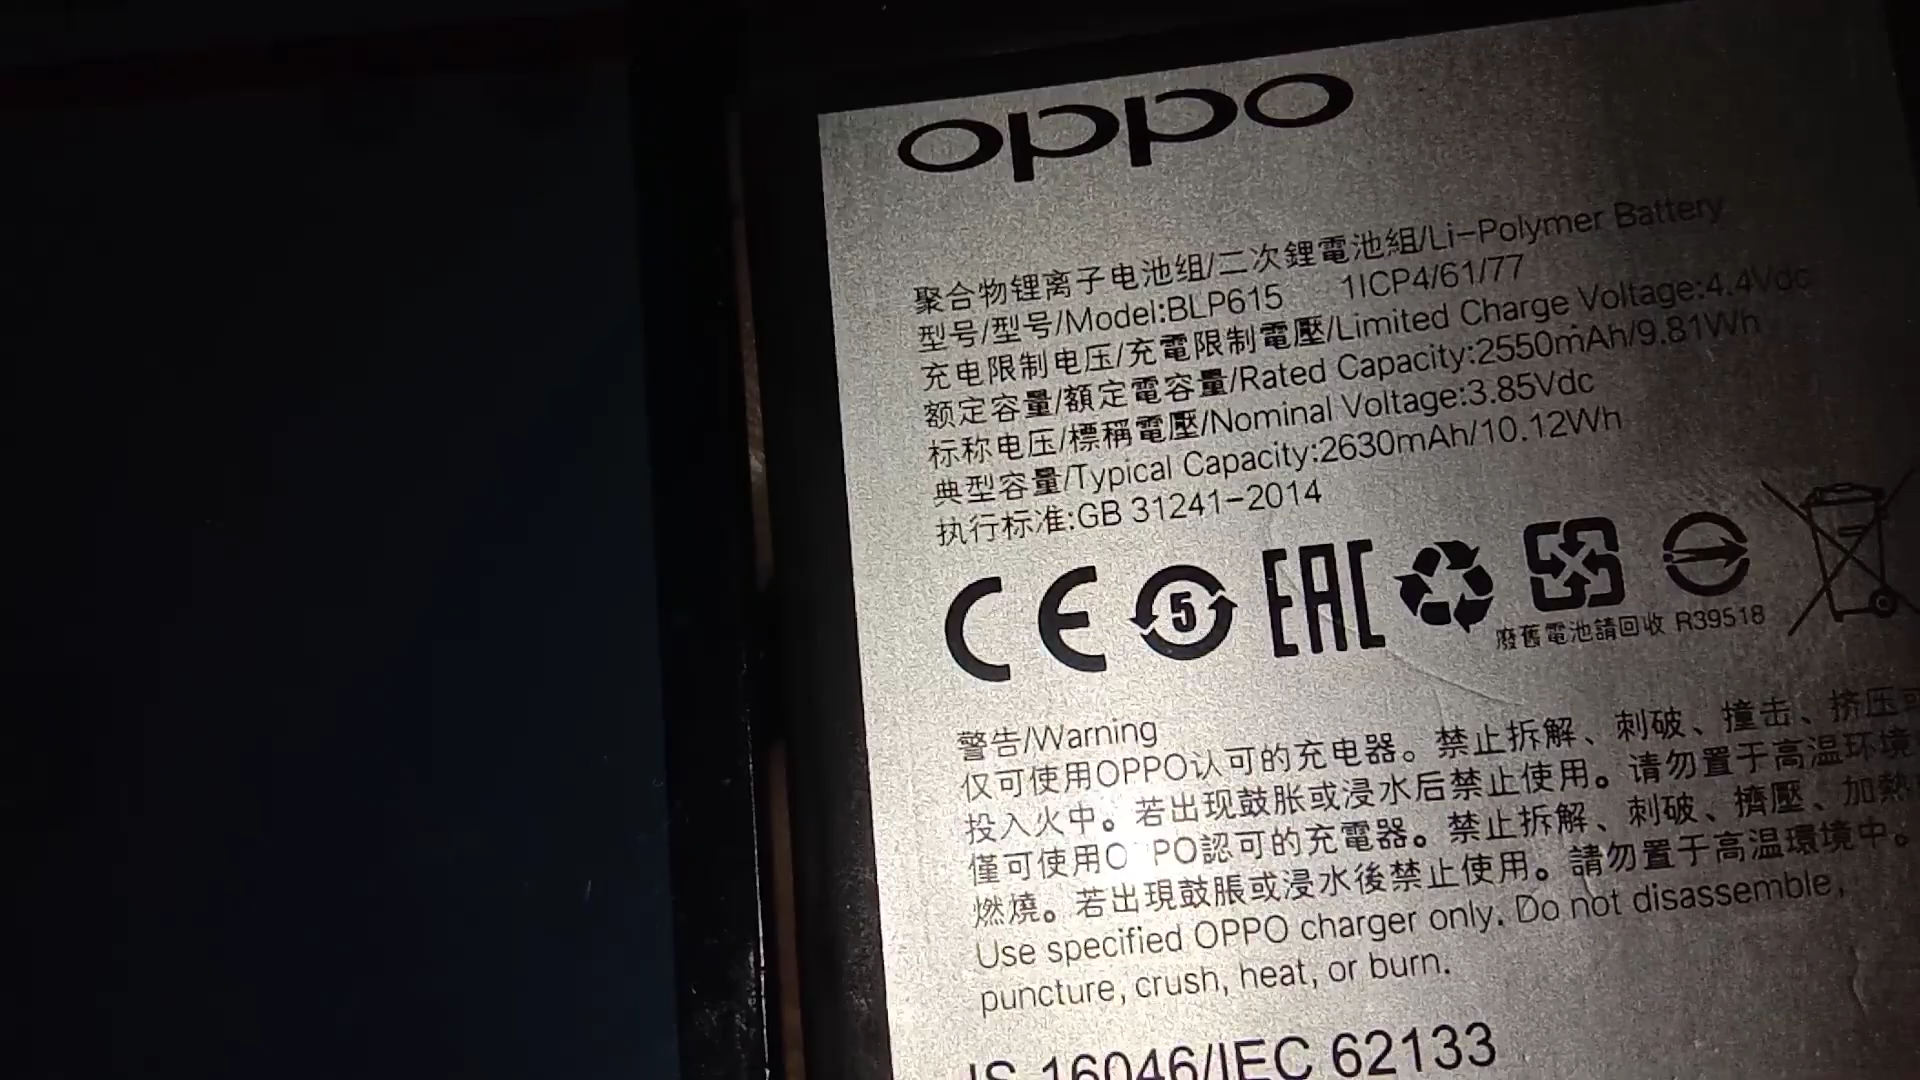 oppo
聚合物锂离子电池组/二次鋰電池組/Li-Polymer Battery
型号/型号/Model:BLP615 1ICP4/61/77
充电限制电压/充電限制電壓/Limited Charge Voltage:4.4Vdc
额定容量/額定電容量/Rated Capacity:2550mAh/9.81Wh
标称电压/標稱電壓/Nominal Voltage:3.85Vdc
典型容量/Typical Capacity:2630mAh/10.12Wh
执行标准:GB 31241-2014
CE 5 EAC
廢舊電池請回收 R39518
警告/Warning
仅可使用OPPO认可的充电器。禁止拆解、刺破、撞击、挤压或
投入火中。若出现鼓胀或浸水后禁止使用。请勿置于高温环境
僅可使用OPPO認可的充電器。禁止拆解、刺破、擠壓、加熱
燃燒。若出現鼓脹或浸水後禁止使用。請勿置于高温環境中。
Use specified OPPO charger only. Do not disassemble,
puncture, crush, heat, or burn.
IS 16046/IEC 62133